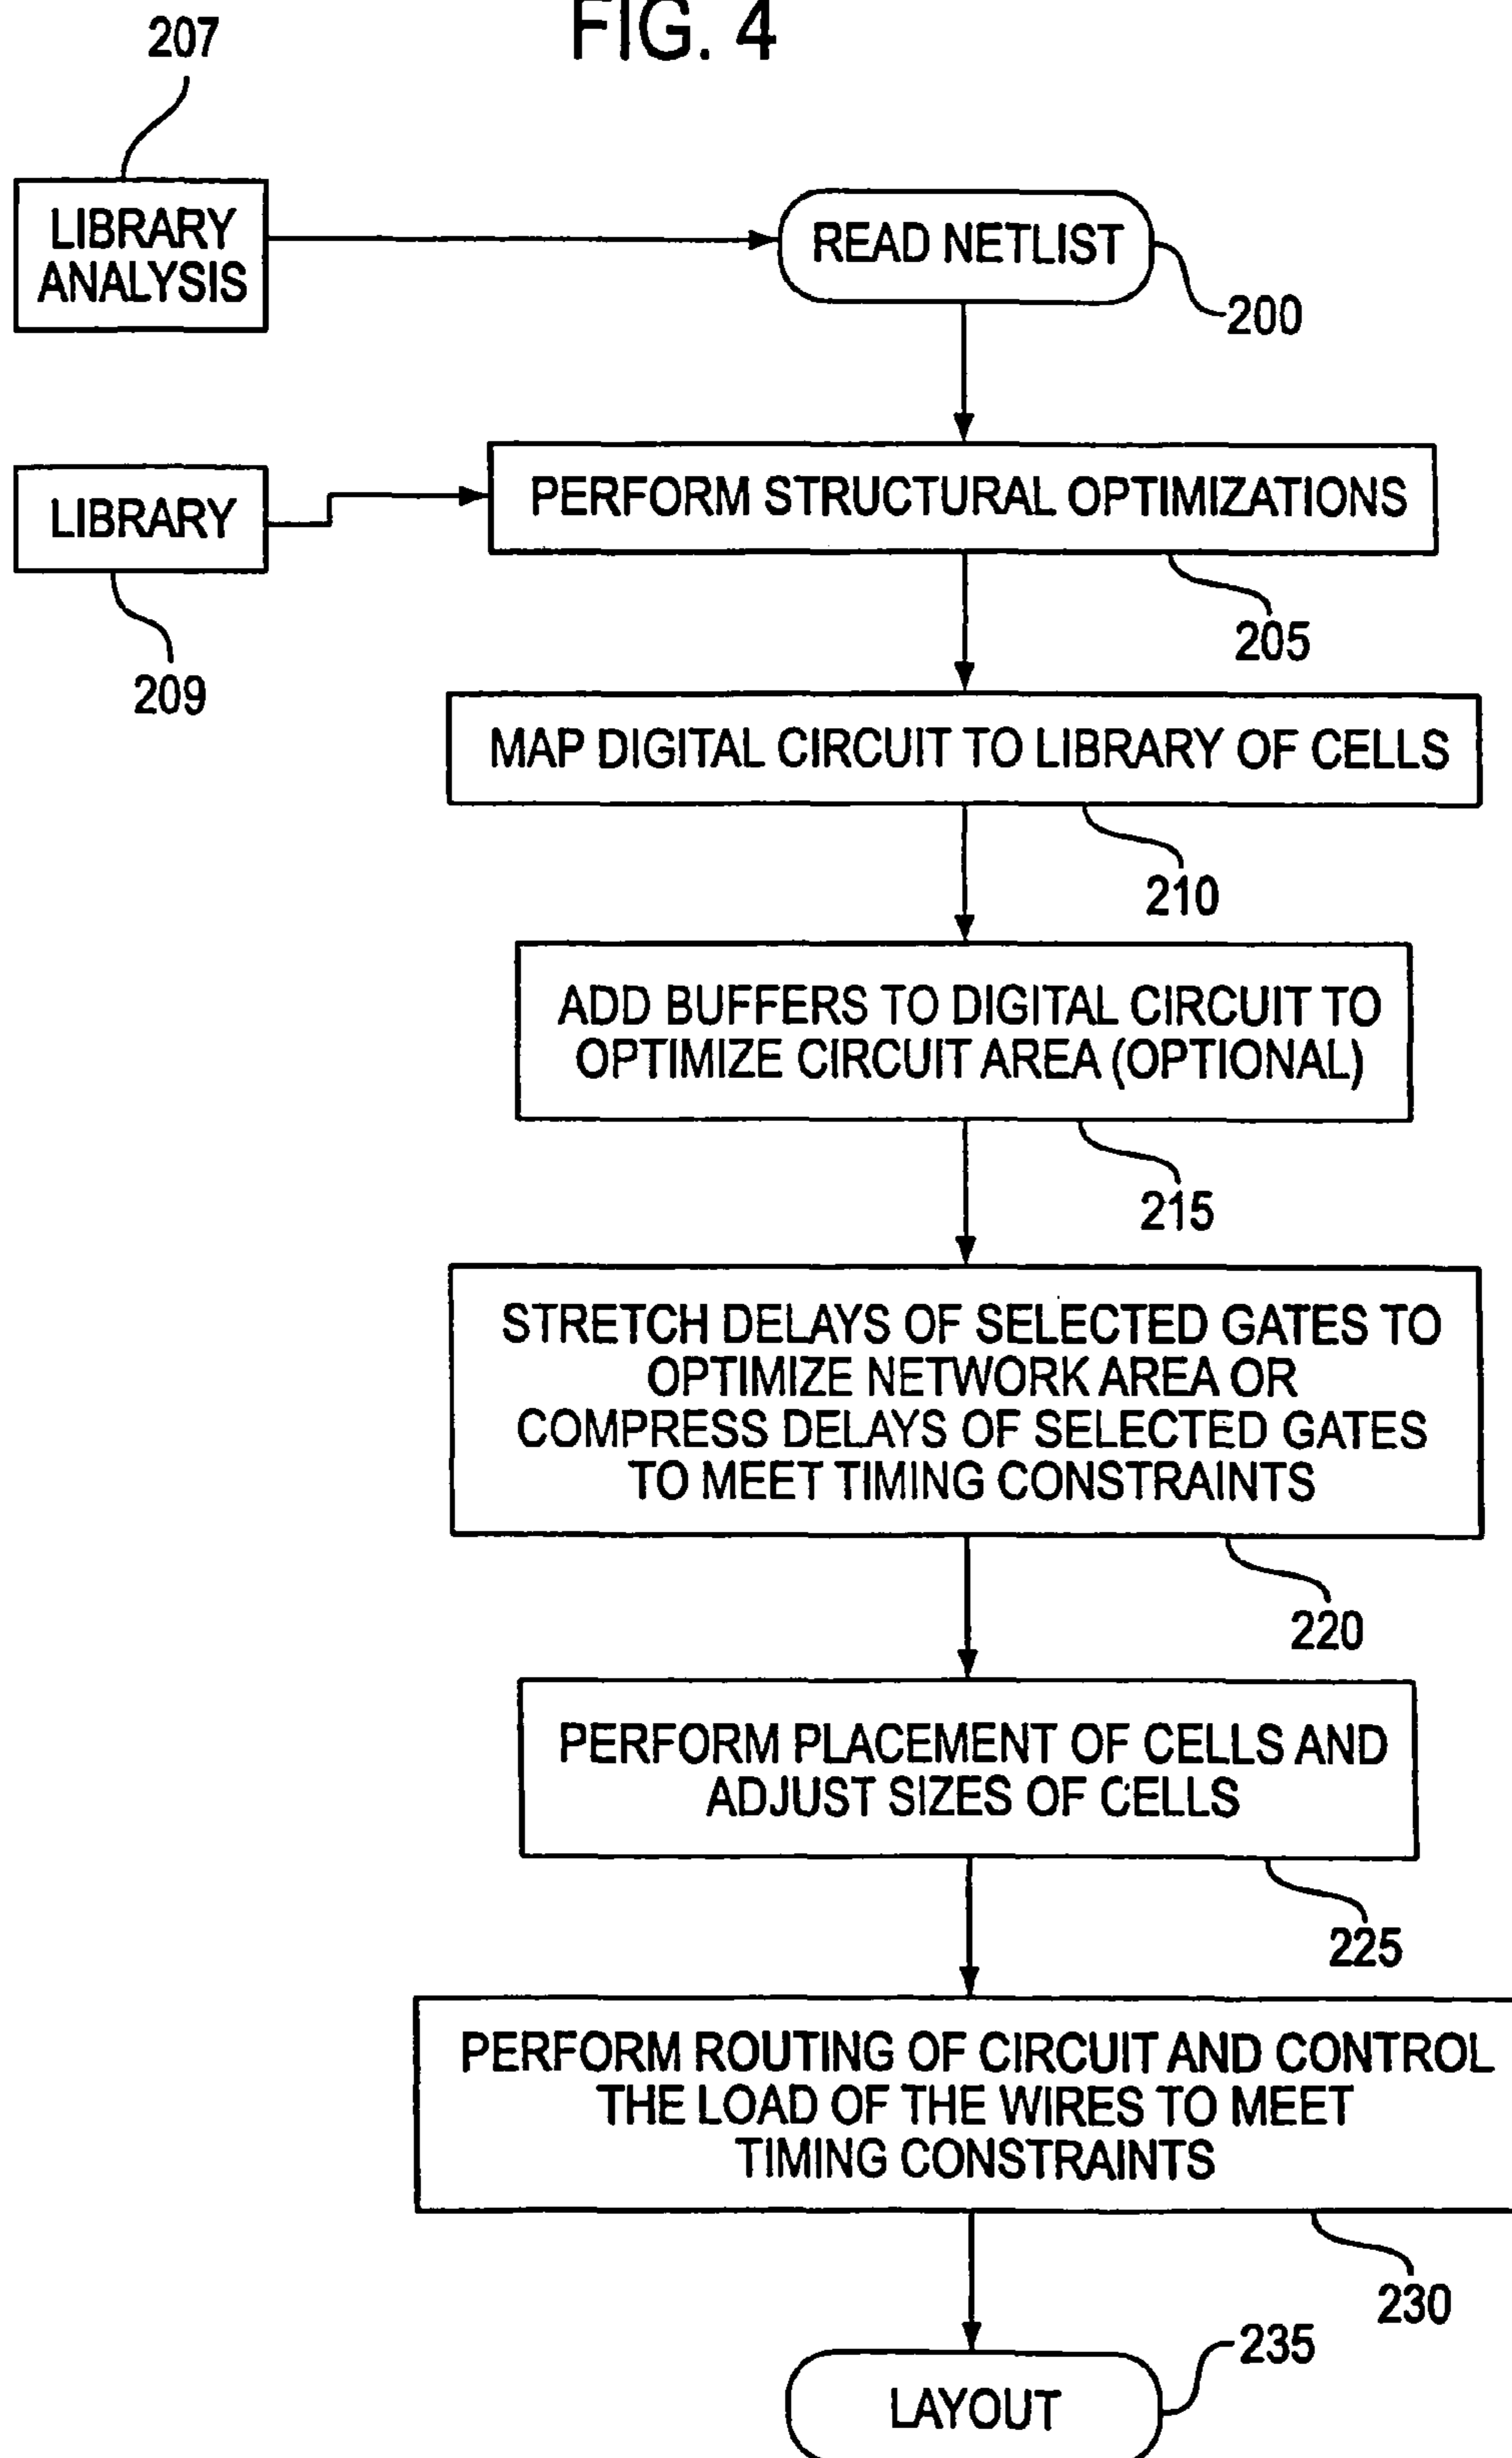 FIG. 4
207
LIBRARY
ANALYSIS
READ NETLIST
200
LIBRARY
209
PERFORM STRUCTURAL OPTIMIZATIONS
205
MAP DIGITAL CIRCUIT TO LIBRARY OF CELLS
210
ADD BUFFERS TO DIGITAL CIRCUIT TO
OPTIMIZE CIRCUIT AREA (OPTIONAL)
215
STRETCH DELAYS OF SELECTED GATES TO
OPTIMIZE NETWORK AREA OR
COMPRESS DELAYS OF SELECTED GATES
TO MEET TIMING CONSTRAINTS
220
PERFORM PLACEMENT OF CELLS AND
ADJUST SIZES OF CELLS
225
PERFORM ROUTING OF CIRCUIT AND CONTROL
THE LOAD OF THE WIRES TO MEET
TIMING CONSTRAINTS
230
235
LAYOUT